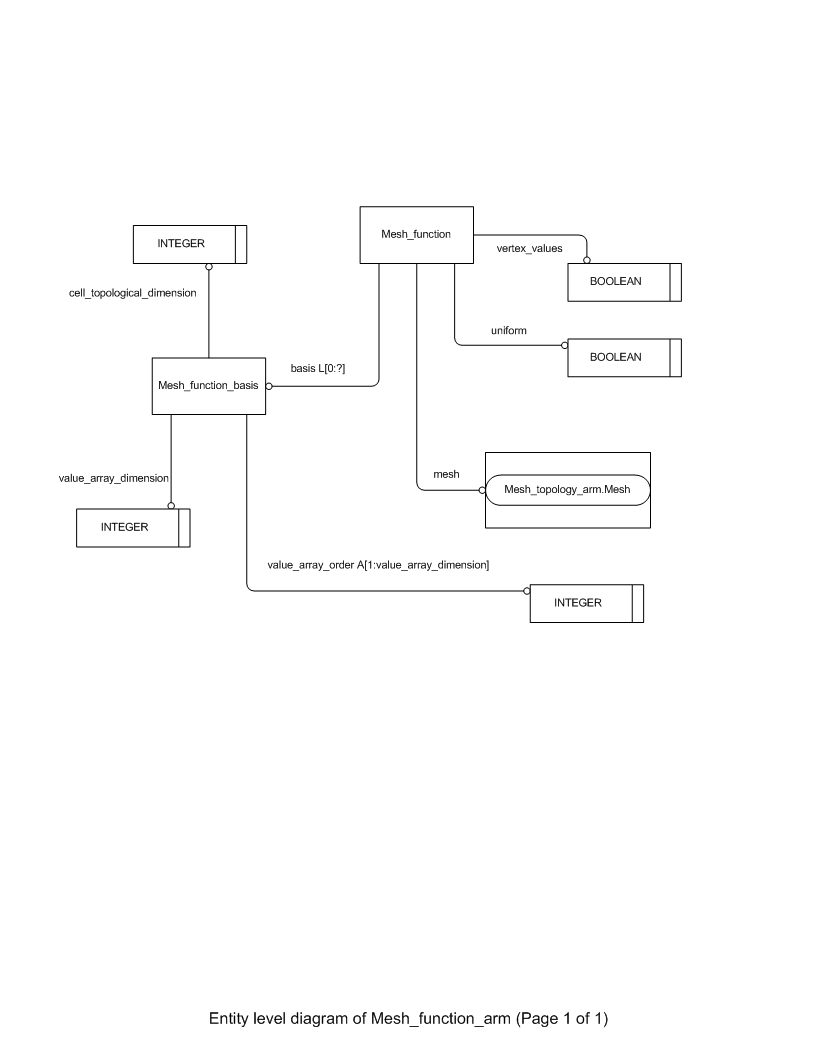 Mesh_function
INTEGER
vertex_values
BOOLEAN
cell_topological_dimension
uniform
BOOLEAN
basis L[0:?]
Mesh_function_basis
mesh
value_array_dimension
Mesh_topology_arm.Mesh
INTEGER
value_array_order A[1:value_array_dimension]
INTEGER
Entity level diagram of Mesh_function_arm (Page 1 of 1)